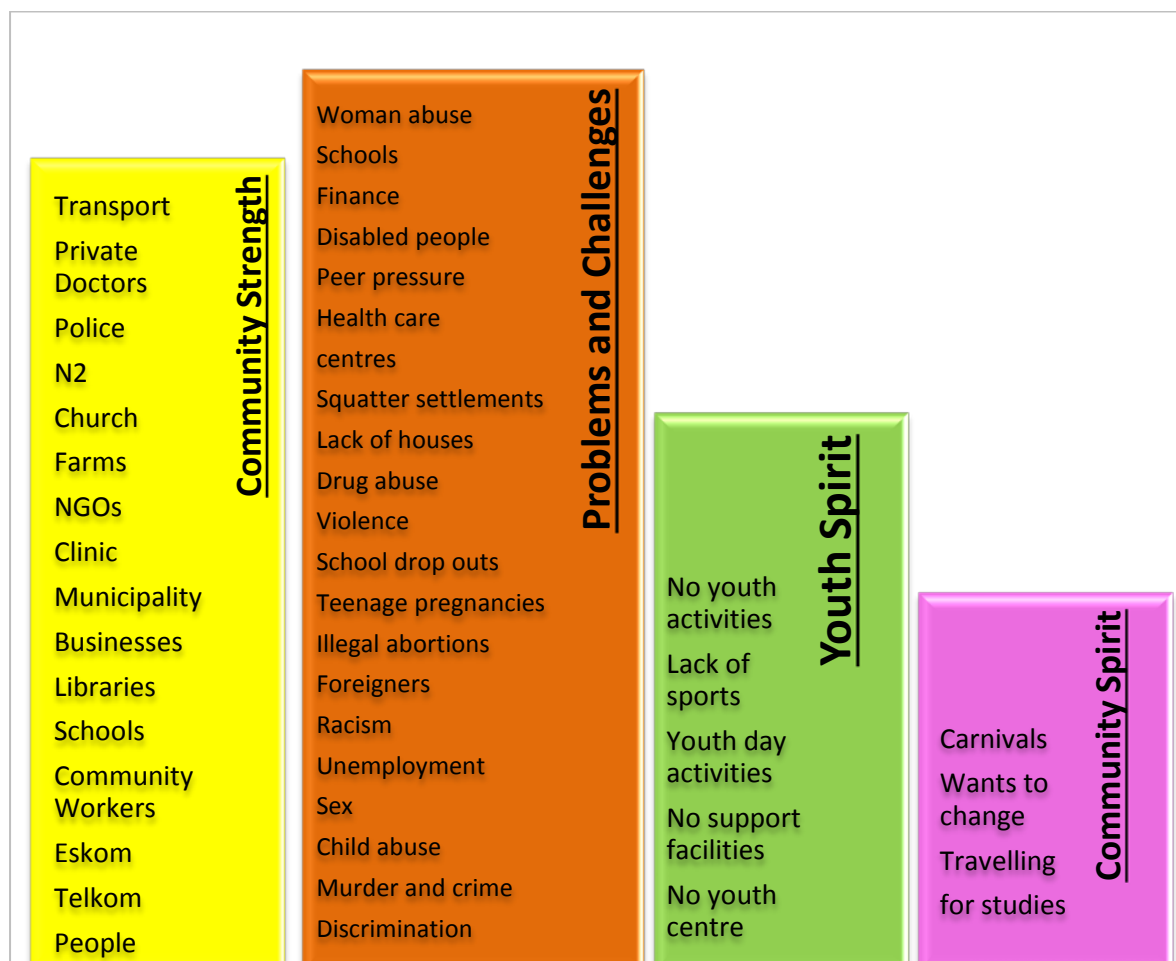 Community Strength
Transport
Private
Doctors
Police
N2
Church
Farms
NGOs
Clinic
Municipality
Businesses
Libraries
Schools
Community
Workers
Eskom
Telkom
People
Problems and Challenges
Woman abuse
Schools
Finance
Disabled people
Peer pressure
Health care
centres
Squatter settlements
Lack of houses
Drug abuse
Violence
School drop outs
Teenage pregnancies
Illegal abortions
Foreigners
Racism
Unemployment
Sex
Child abuse
Murder and crime
Discrimination
Youth Spirit
No youth
activities
Lack of
sports
Youth day
activities
No support
facilities
No youth
centre
Community Spirit
Carnivals
Wants to
change
Travelling
for studies